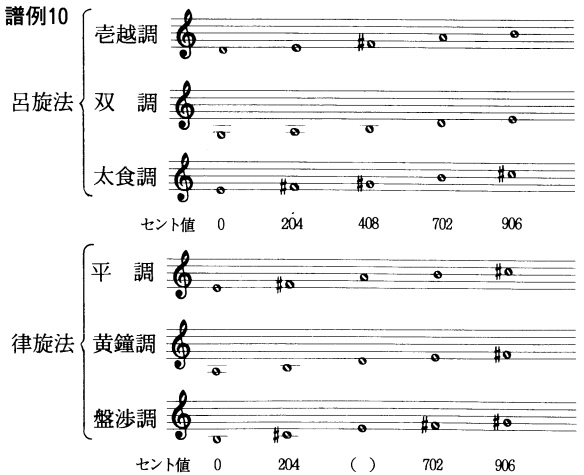 譜例10
呂旋法
壱越調
双 調
太食調
セント値 0 204 408 702 906
律旋法
平 調
黄鐘調
盤渉調
セント値 0 204 ( ) 702 906